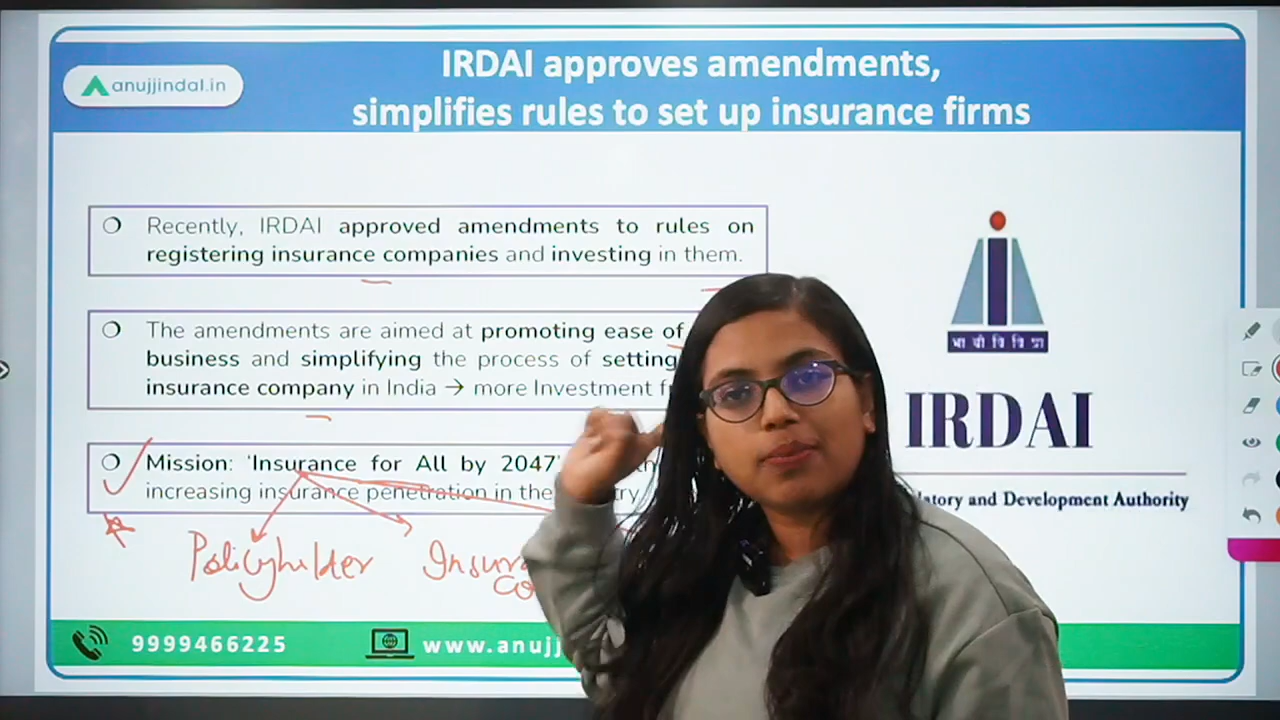 IRDAI approves amendments,
simplifies rules to set up insurance firms
anujjindal.in
Recently, IRDAI approved amendments to rules on
registering insurance companies and investing in them.
The amendments are aimed at promoting ease of
business and simplifying the process of setting
insurance company in India → more Investment
Mission: 'Insurance for All by 2047'
increasing insurance penetration in the
Policyholder
भा बी वि वि प्रा
IRDAI
and Development Authority
9999466225